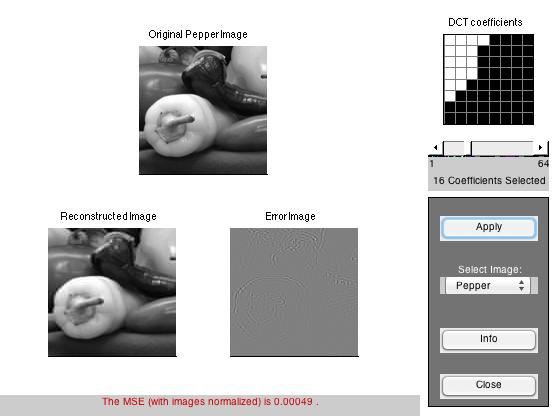 Original Pepper Image
DCT coefficients
1 64
16 Coefficients Selected
Apply
Select Image:
Pepper
Info
Close
Reconstructed Image
Error Image
The MSE (with images normalized) is 0.00049 .